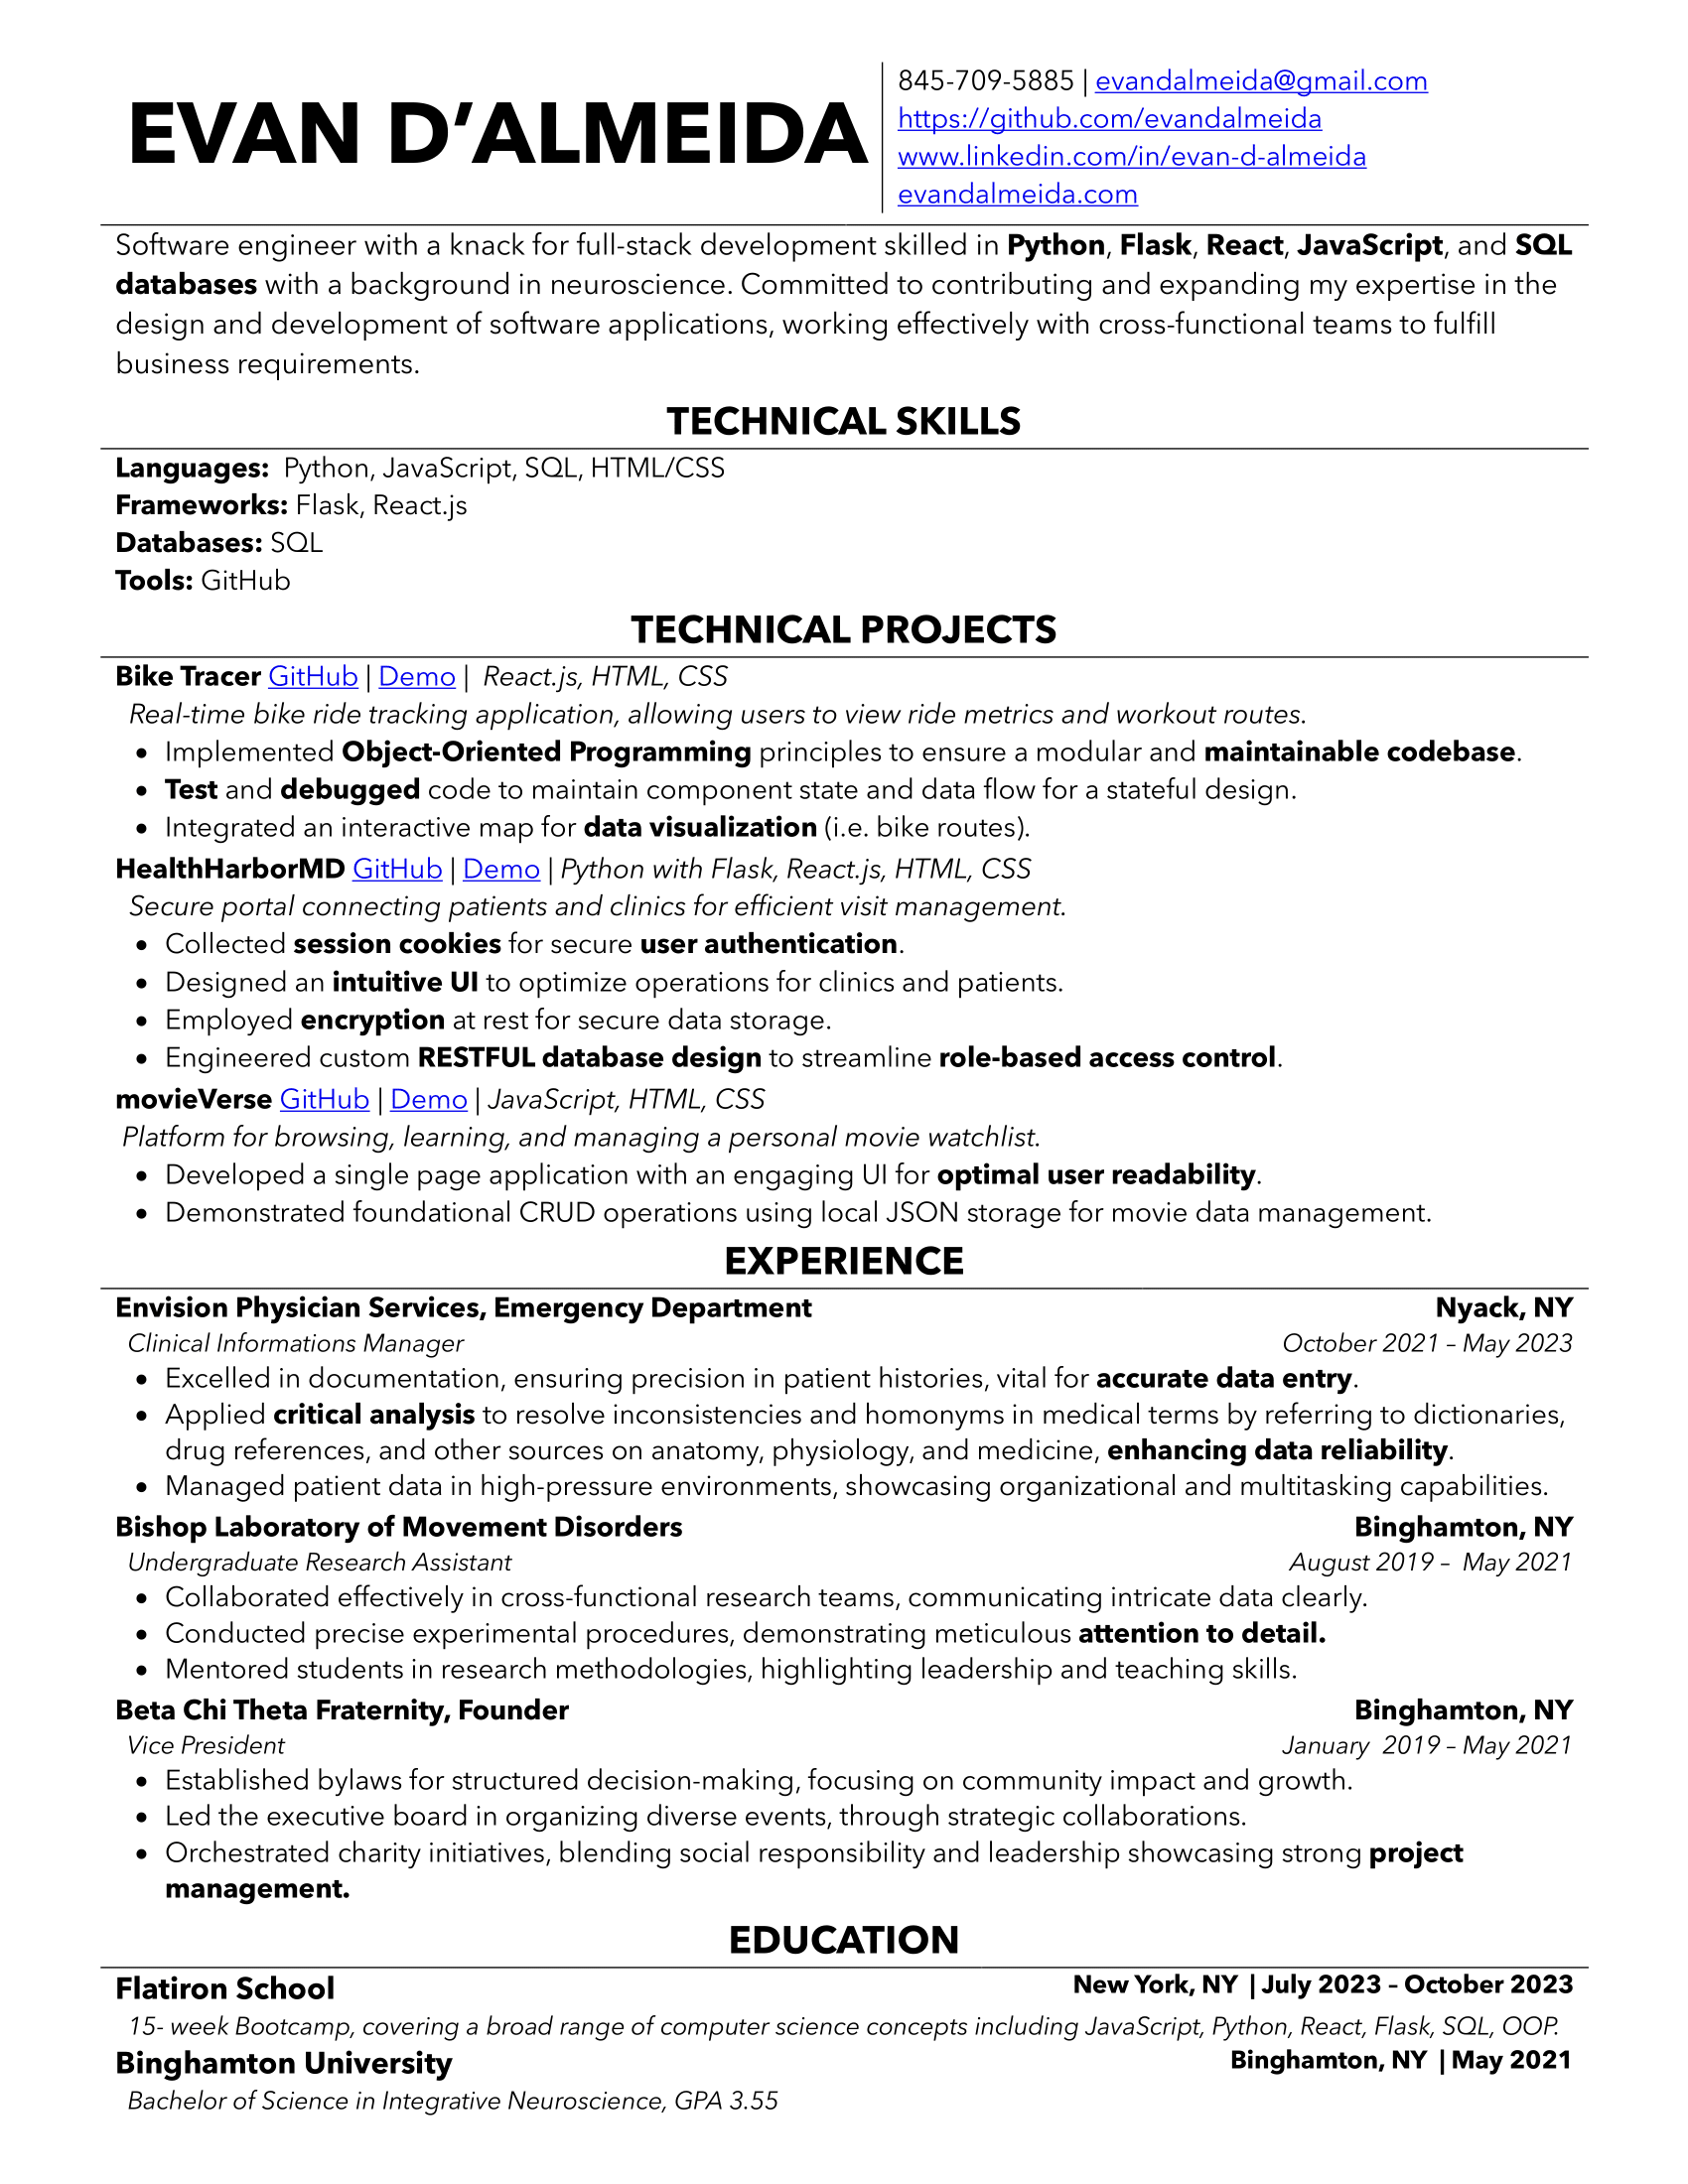 EVAN D’ALMEIDA
845-709-5885 | evandalmeida@gmail.com
https://github.com/evandalmeida
www.linkedin.com/in/evan-d-almeida
evandalmeida.com
Software engineer with a knack for full-stack development skilled in Python, Flask, React, JavaScript, and SQL
databases with a background in neuroscience. Committed to contributing and expanding my expertise in the
design and development of software applications, working effectively with cross-functional teams to fulfill
business requirements.
TECHNICAL SKILLS
Languages: Python, JavaScript, SQL, HTML/CSS
Frameworks: Flask, React.js
Databases: SQL
Tools: GitHub
TECHNICAL PROJECTS
Bike Tracer GitHub | Demo | React.js, HTML, CSS
Real-time bike ride tracking application, allowing users to view ride metrics and workout routes.
• Implemented Object-Oriented Programming principles to ensure a modular and maintainable codebase.
• Test and debugged code to maintain component state and data flow for a stateful design.
• Integrated an interactive map for data visualization (i.e. bike routes).
HealthHarborMD GitHub | Demo | Python with Flask, React.js, HTML, CSS
Secure portal connecting patients and clinics for efficient visit management.
• Collected session cookies for secure user authentication.
• Designed an intuitive UI to optimize operations for clinics and patients.
• Employed encryption at rest for secure data storage.
• Engineered custom RESTFUL database design to streamline role-based access control.
movieVerse GitHub | Demo | JavaScript, HTML, CSS
Platform for browsing, learning, and managing a personal movie watchlist.
• Developed a single page application with an engaging UI for optimal user readability.
• Demonstrated foundational CRUD operations using local JSON storage for movie data management.
EXPERIENCE
Envision Physician Services, Emergency Department Nyack, NY
Clinical Informations Manager October 2021 – May 2023
• Excelled in documentation, ensuring precision in patient histories, vital for accurate data entry.
• Applied critical analysis to resolve inconsistencies and homonyms in medical terms by referring to dictionaries,
drug references, and other sources on anatomy, physiology, and medicine, enhancing data reliability.
• Managed patient data in high-pressure environments, showcasing organizational and multitasking capabilities.
Bishop Laboratory of Movement Disorders Binghamton, NY
Undergraduate Research Assistant August 2019 – May 2021
• Collaborated effectively in cross-functional research teams, communicating intricate data clearly.
• Conducted precise experimental procedures, demonstrating meticulous attention to detail.
• Mentored students in research methodologies, highlighting leadership and teaching skills.
Beta Chi Theta Fraternity, Founder Binghamton, NY
Vice President January 2019 – May 2021
• Established bylaws for structured decision-making, focusing on community impact and growth.
• Led the executive board in organizing diverse events, through strategic collaborations.
• Orchestrated charity initiatives, blending social responsibility and leadership showcasing strong project
management.
EDUCATION
Flatiron School New York, NY | July 2023 – October 2023
15- week Bootcamp, covering a broad range of computer science concepts including JavaScript, Python, React, Flask, SQL, OOP.
Binghamton University Binghamton, NY | May 2021
Bachelor of Science in Integrative Neuroscience, GPA 3.55